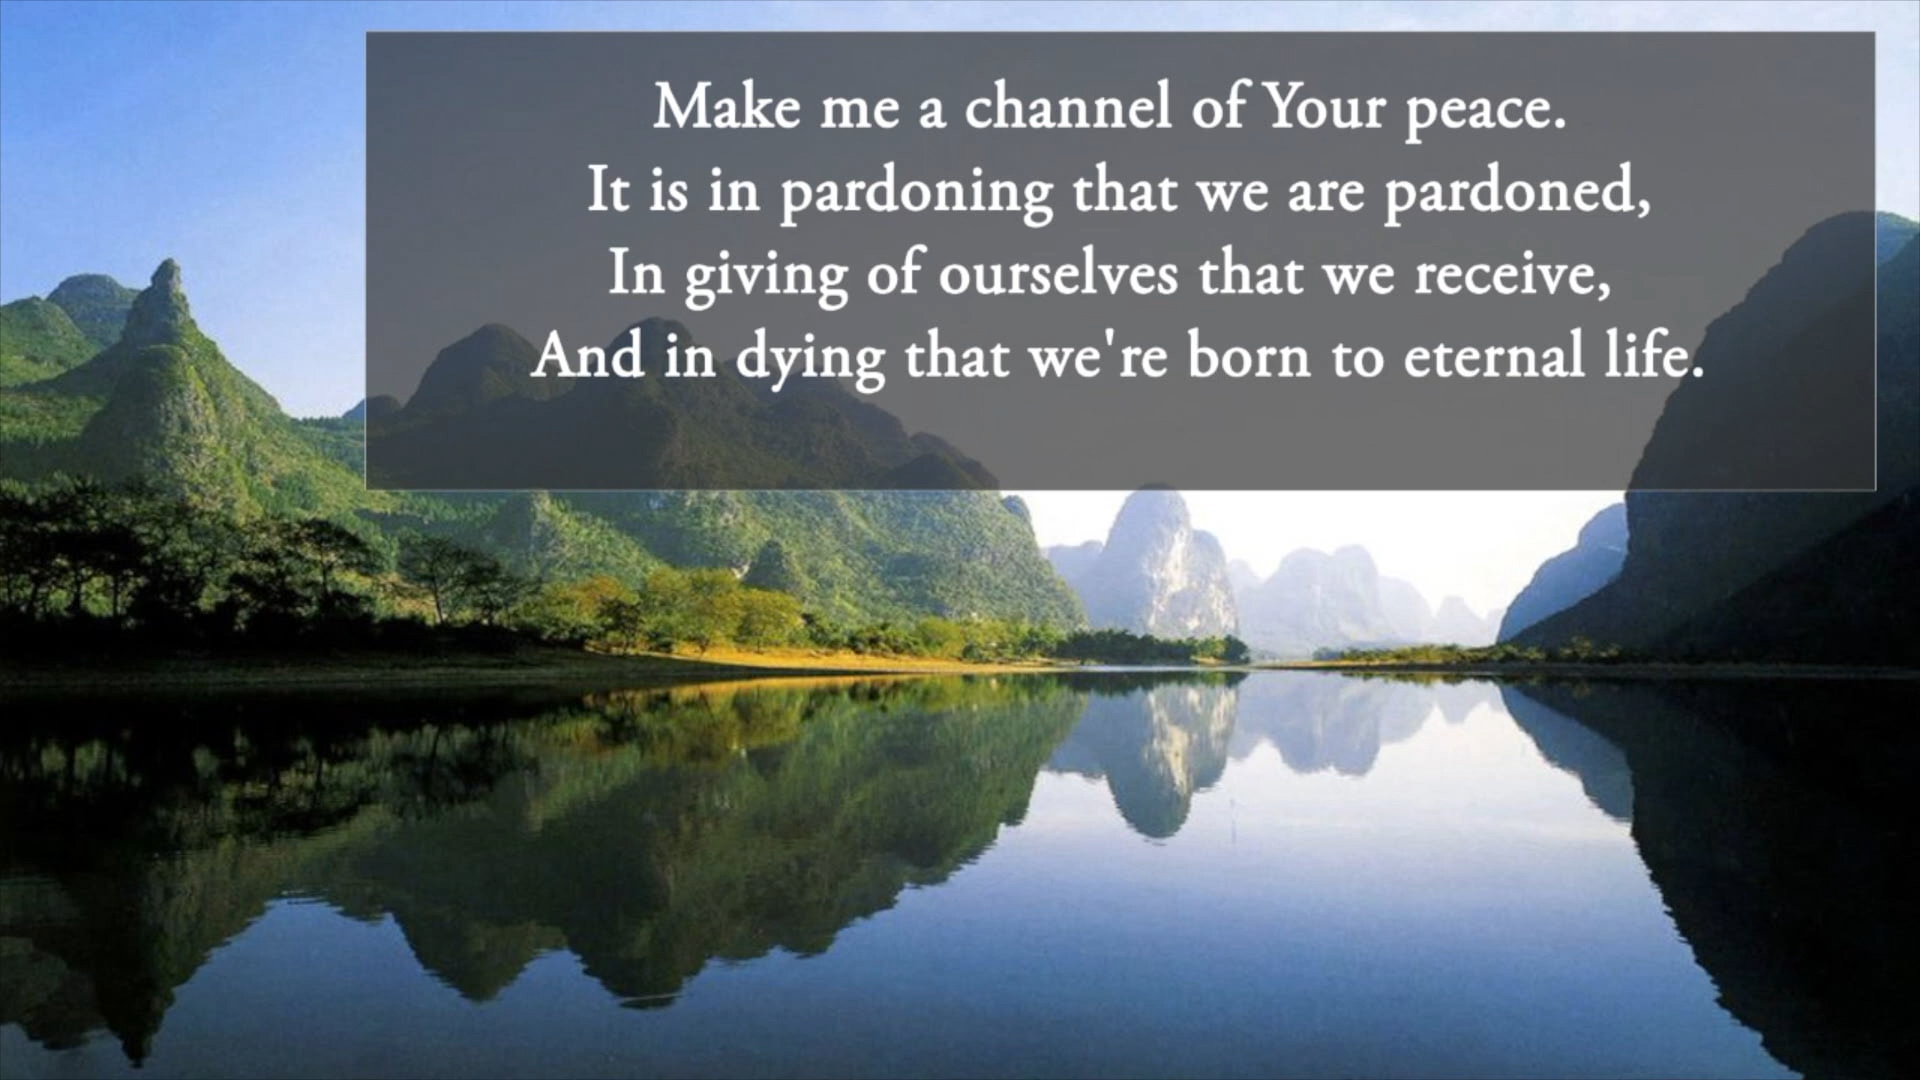 Make me a channel of Your peace.
It is in pardoning that we are pardoned,
In giving of ourselves that we receive,
And in dying that we're born to eternal life.